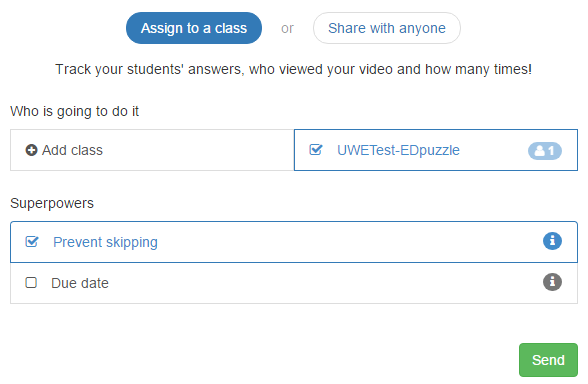 Assign to a class or Share with anyone
Track your students' answers, who viewed your video and how many times!
Who is going to do it
Add class UWETest-EDpuzzle 1
Superpowers
Prevent skipping
Due date
Send